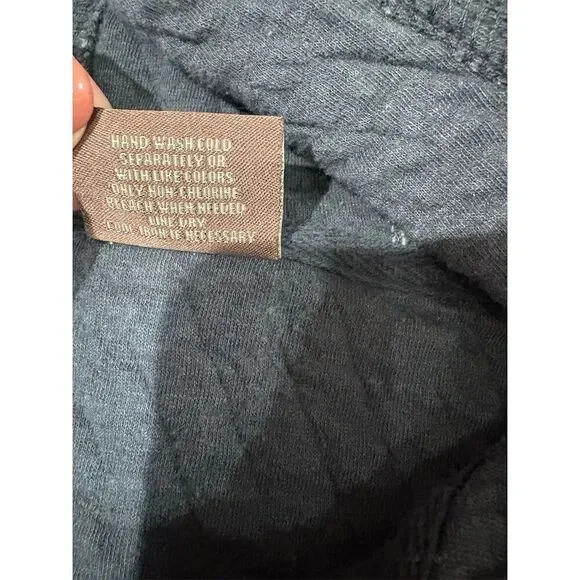 HAND WASH COLD
SEPARATELY OR
WITH LIKE COLORS
ONLY NON-CHLORINE
BLEACH WHEN NEEDED
LINE DRY
COOL IRON IF NECESSARY